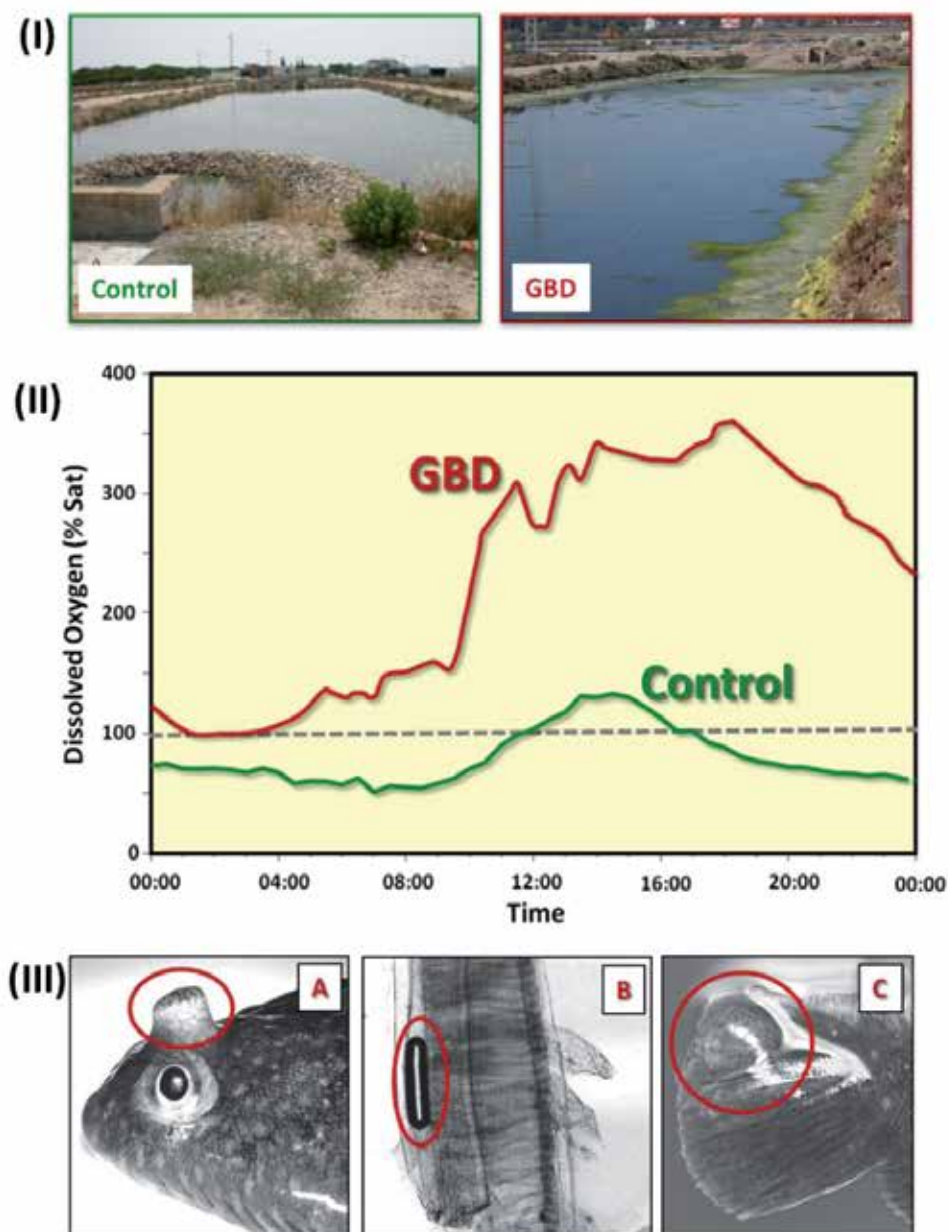 (I)
Control
GBD
(II)
Dissolved Oxygen (% Sat)
400
300
200
100
0
GBD
Control
00:00 04:00 08:00 12:00 16:00 20:00 00:00
Time
(III)
A
B
C